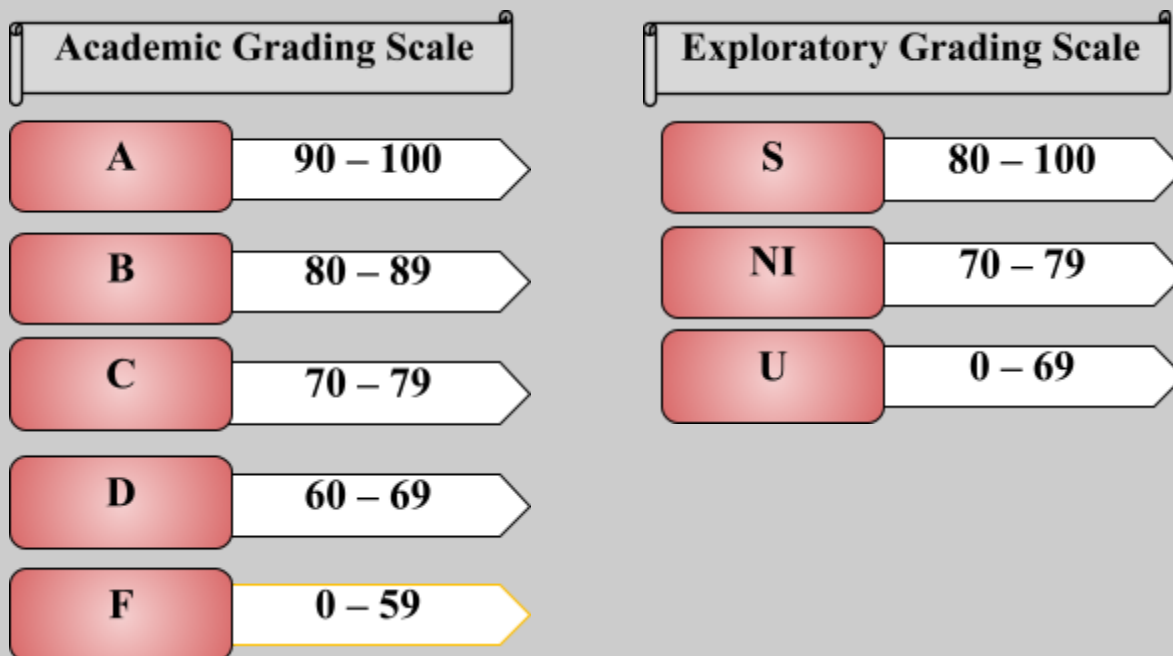 Academic Grading Scale
A
90 – 100
B
80 – 89
C
70 – 79
D
60 – 69
F
0 – 59
Exploratory Grading Scale
S
80 – 100
NI
70 – 79
U
0 – 69